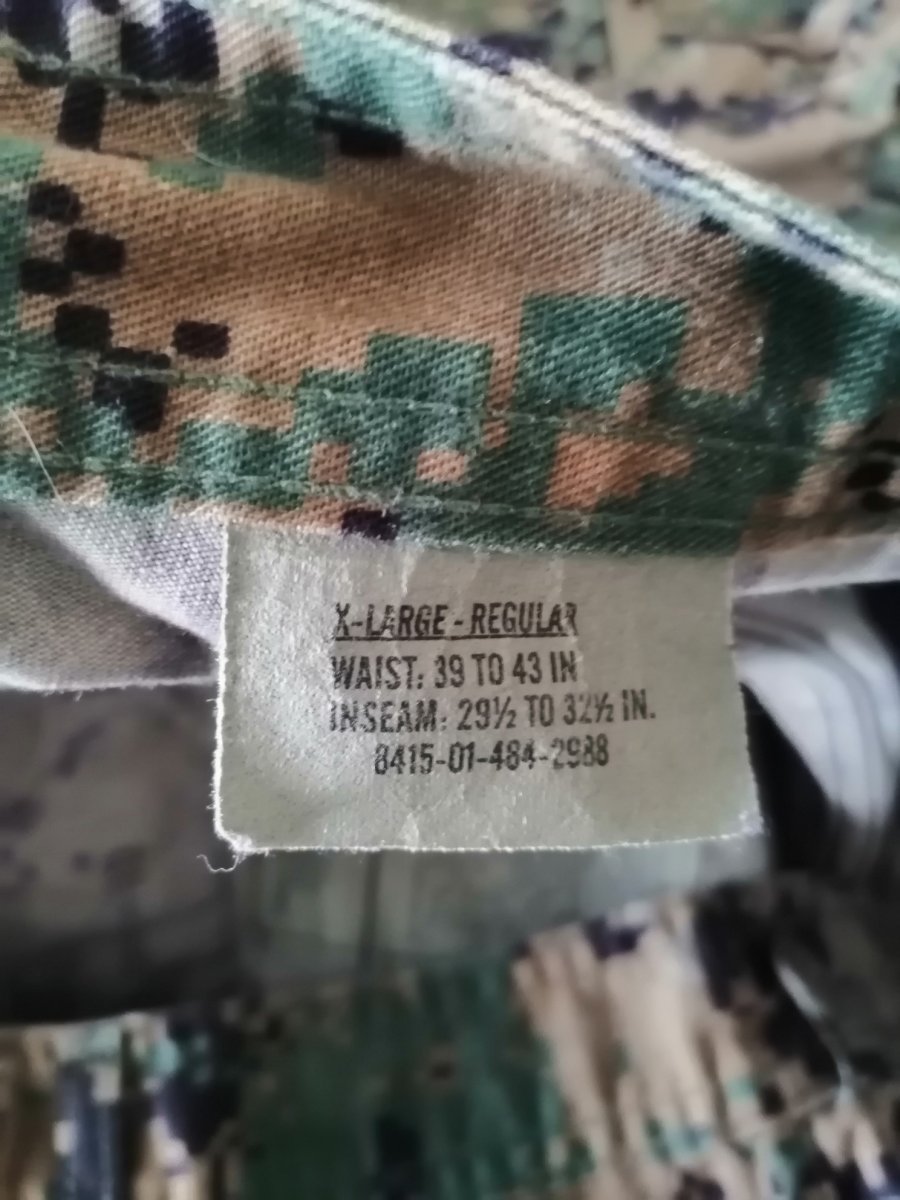 X-LARGE - REGULAR
WAIST: 39 TO 43 IN
INSEAM: 29½ TO 32½ IN.
8415-01-484-2988